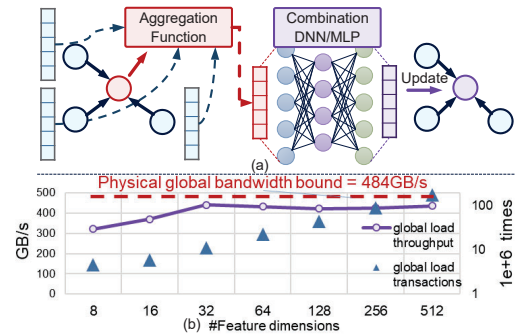 Aggregation
Function
Combination
DNN/MLP
Update
(a)
Physical global bandwidth bound = 484GB/s
500
400
300
200
100
0
GB/s
global load
throughput
global load
transactions
100
10
1
1e+6 times
8 16 32 64 128 256 512
(b) #Feature dimensions